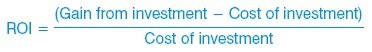 ROI = (Gain from investment – Cost of investment)
Cost of investment